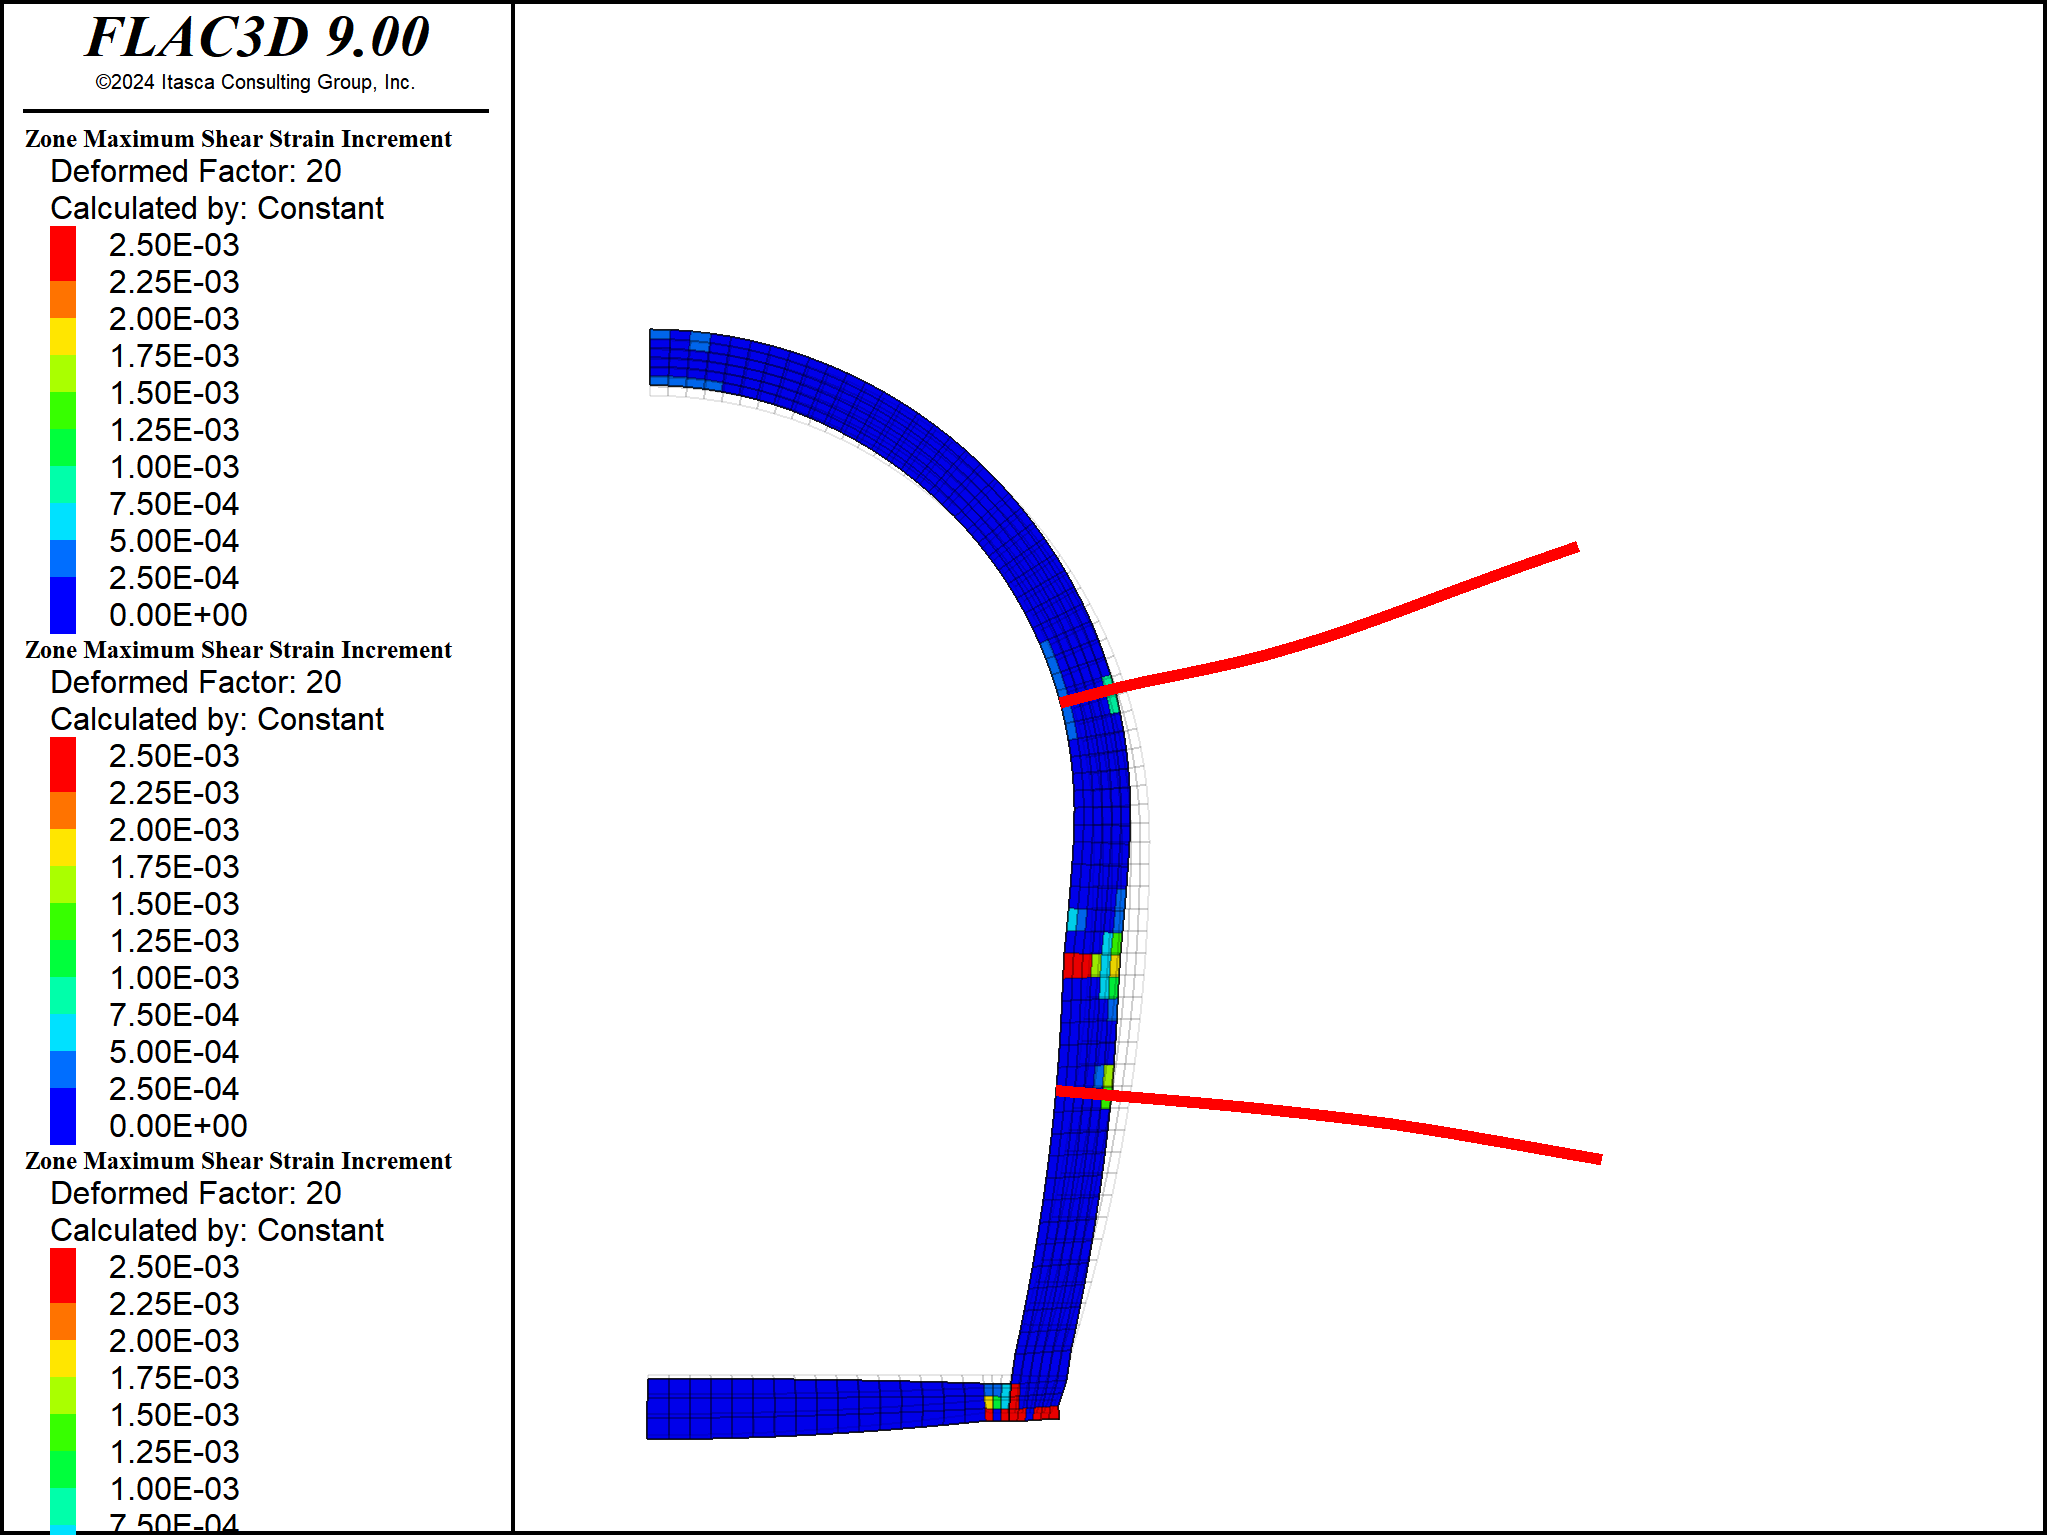 FLAC3D 9.00
©2024 Itasca Consulting Group, Inc.
Zone Maximum Shear Strain Increment
Deformed Factor: 20
Calculated by: Constant
2.50E-03
2.25E-03
2.00E-03
1.75E-03
1.50E-03
1.25E-03
1.00E-03
7.50E-04
5.00E-04
2.50E-04
0.00E+00
Zone Maximum Shear Strain Increment
Deformed Factor: 20
Calculated by: Constant
2.50E-03
2.25E-03
2.00E-03
1.75E-03
1.50E-03
1.25E-03
1.00E-03
7.50E-04
5.00E-04
2.50E-04
0.00E+00
Zone Maximum Shear Strain Increment
Deformed Factor: 20
Calculated by: Constant
2.50E-03
2.25E-03
2.00E-03
1.75E-03
1.50E-03
1.25E-03
1.00E-03
7.50E-04